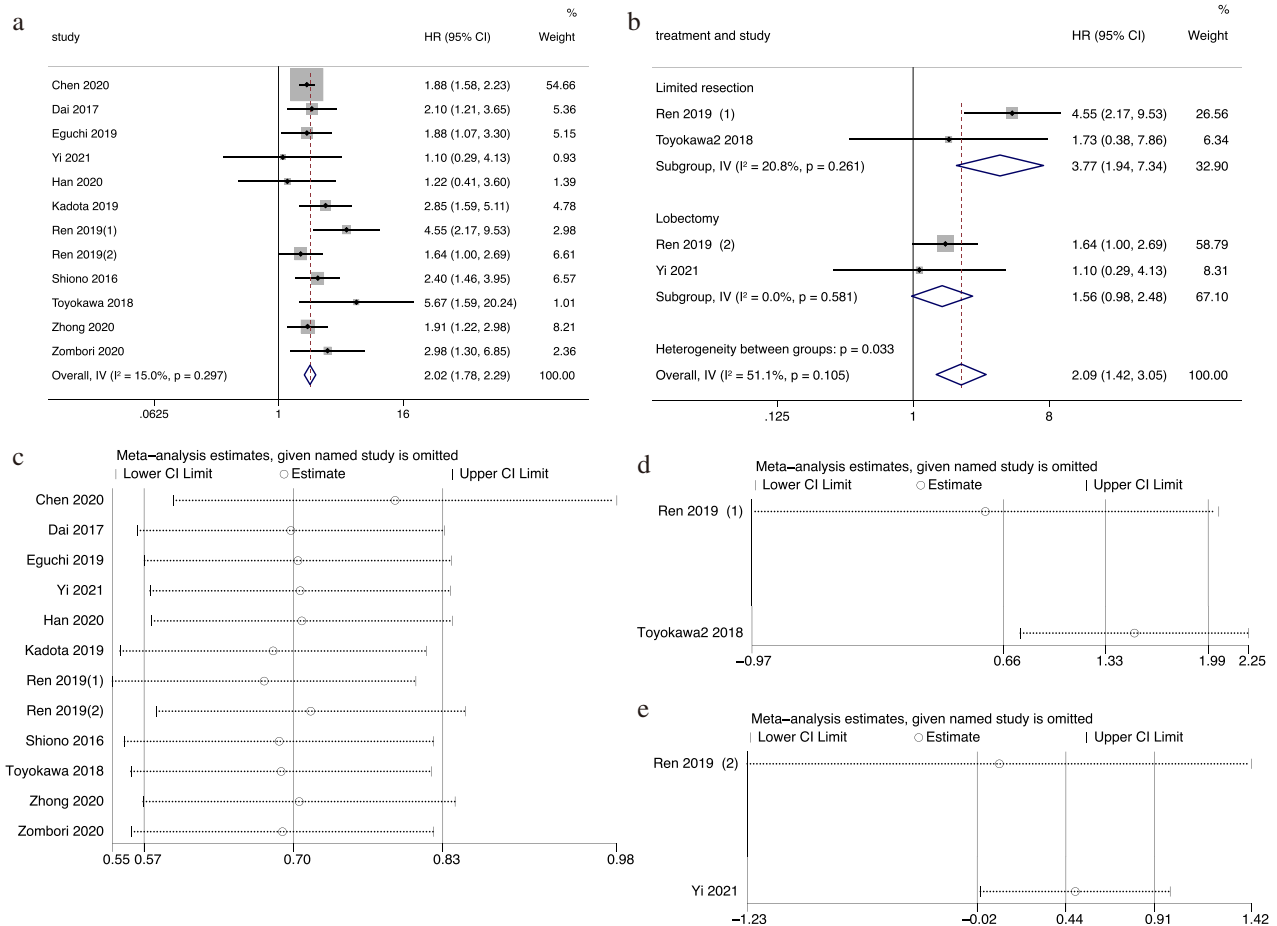 a
%
study HR (95% CI) Weight
Chen 2020 1.88 (1.58, 2.23) 54.66
Dai 2017 2.10 (1.21, 3.65) 5.36
Eguchi 2019 1.88 (1.07, 3.30) 5.15
Yi 2021 1.10 (0.29, 4.13) 0.93
Han 2020 1.22 (0.41, 3.60) 1.39
Kadota 2019 2.85 (1.59, 5.11) 4.78
Ren 2019(1) 4.55 (2.17, 9.53) 2.98
Ren 2019(2) 1.64 (1.00, 2.69) 6.61
Shiono 2016 2.40 (1.46, 3.95) 6.57
Toyokawa 2018 5.67 (1.59, 20.24) 1.01
Zhong 2020 1.91 (1.22, 2.98) 8.21
Zombori 2020 2.98 (1.30, 6.85) 2.36
Overall, IV (I² = 15.0%, p = 0.297) 2.02 (1.78, 2.29) 100.00
.0625 1 16
b
%
treatment and study HR (95% CI) Weight
Limited resection
Ren 2019 (1) 4.55 (2.17, 9.53) 26.56
Toyokawa2 2018 1.73 (0.38, 7.86) 6.34
Subgroup, IV (I² = 20.8%, p = 0.261) 3.77 (1.94, 7.34) 32.90
Lobectomy
Ren 2019 (2) 1.64 (1.00, 2.69) 58.79
Yi 2021 1.10 (0.29, 4.13) 8.31
Subgroup, IV (I² = 0.0%, p = 0.581) 1.56 (0.98, 2.48) 67.10
Heterogeneity between groups: p = 0.033
Overall, IV (I² = 51.1%, p = 0.105) 2.09 (1.42, 3.05) 100.00
.125 1 8
c
Meta−analysis estimates, given named study is omitted
Lower CI Limit Estimate Upper CI Limit
Chen 2020
Dai 2017
Eguchi 2019
Yi 2021
Han 2020
Kadota 2019
Ren 2019(1)
Ren 2019(2)
Shiono 2016
Toyokawa 2018
Zhong 2020
Zombori 2020
0.55 0.57 0.70 0.83 0.98
d
Meta−analysis estimates, given named study is omitted
Lower CI Limit Estimate Upper CI Limit
Ren 2019 (1)
Toyokawa2 2018
−0.97 0.66 1.33 1.99 2.25
e
Meta−analysis estimates, given named study is omitted
Lower CI Limit Estimate Upper CI Limit
Ren 2019 (2)
Yi 2021
−1.23 −0.02 0.44 0.91 1.42